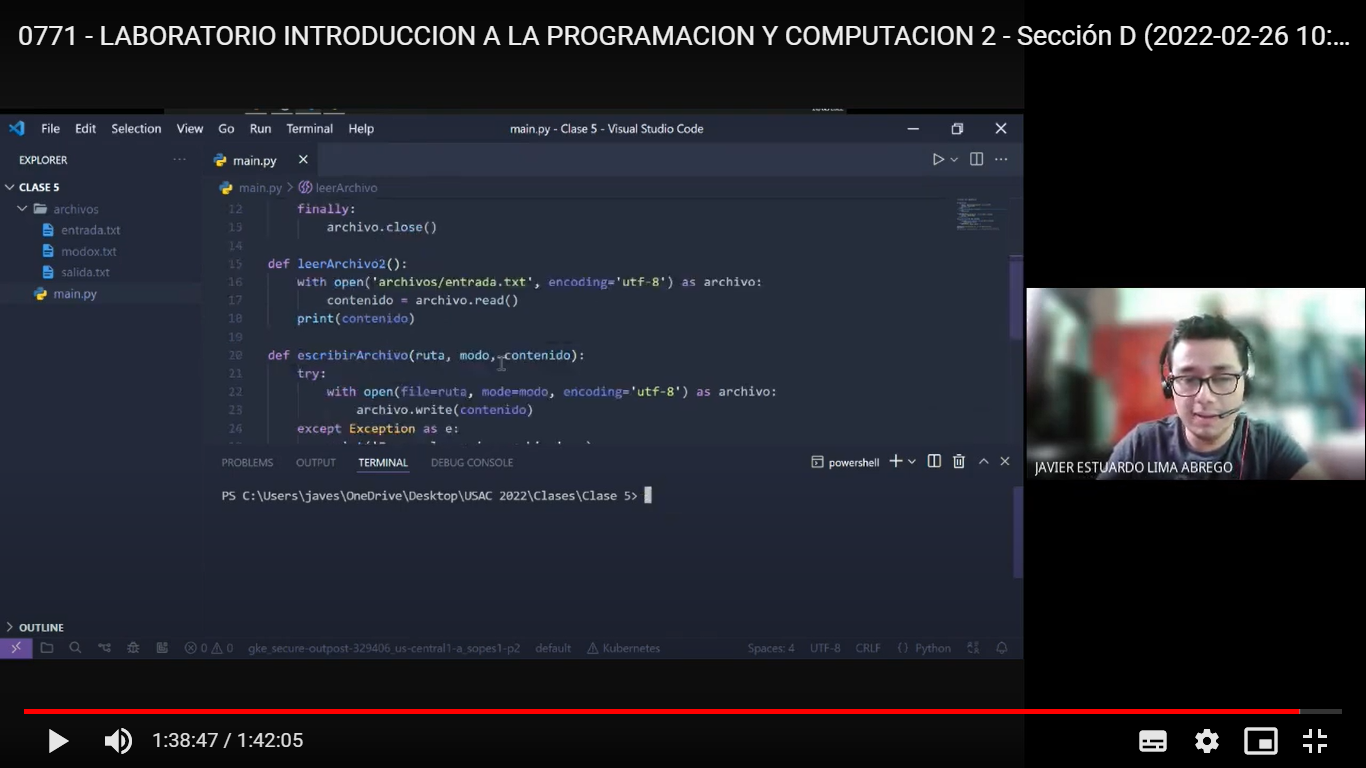 0771 - LABORATORIO INTRODUCCION A LA PROGRAMACION Y COMPUTACION 2 - Sección D (2022-02-26 10:...
File Edit Selection View Go Run Terminal Help main.py - Clase 5 - Visual Studio Code
EXPLORER ... main.py
CLASE 5
main.py > leerArchivo
archivos
entrada.txt
modox.txt
salida.txt
main.py
12 finally:
13 archivo.close()
14
15 def leerArchivo2():
16 with open('archivos/entrada.txt', encoding='utf-8') as archivo:
17 contenido = archivo.read()
18 print(contenido)
19
20 def escribirArchivo(ruta, modo, contenido):
21 try:
22 with open(file=ruta, mode=modo, encoding='utf-8') as archivo:
23 archivo.write(contenido)
24 except Exception as e:
PROBLEMS OUTPUT TERMINAL DEBUG CONSOLE powershell
PS C:\Users\javes\OneDrive\Desktop\USAC 2022\Clases\Clase 5>
JAVIER ESTUARDO LIMA ABREGO
OUTLINE
0 0 gke_secure-outpost-329406_us-central1-a_sopes1-p2 default Kubernetes Spaces: 4 UTF-8 CRLF {} Python
1:38:47 / 1:42:05